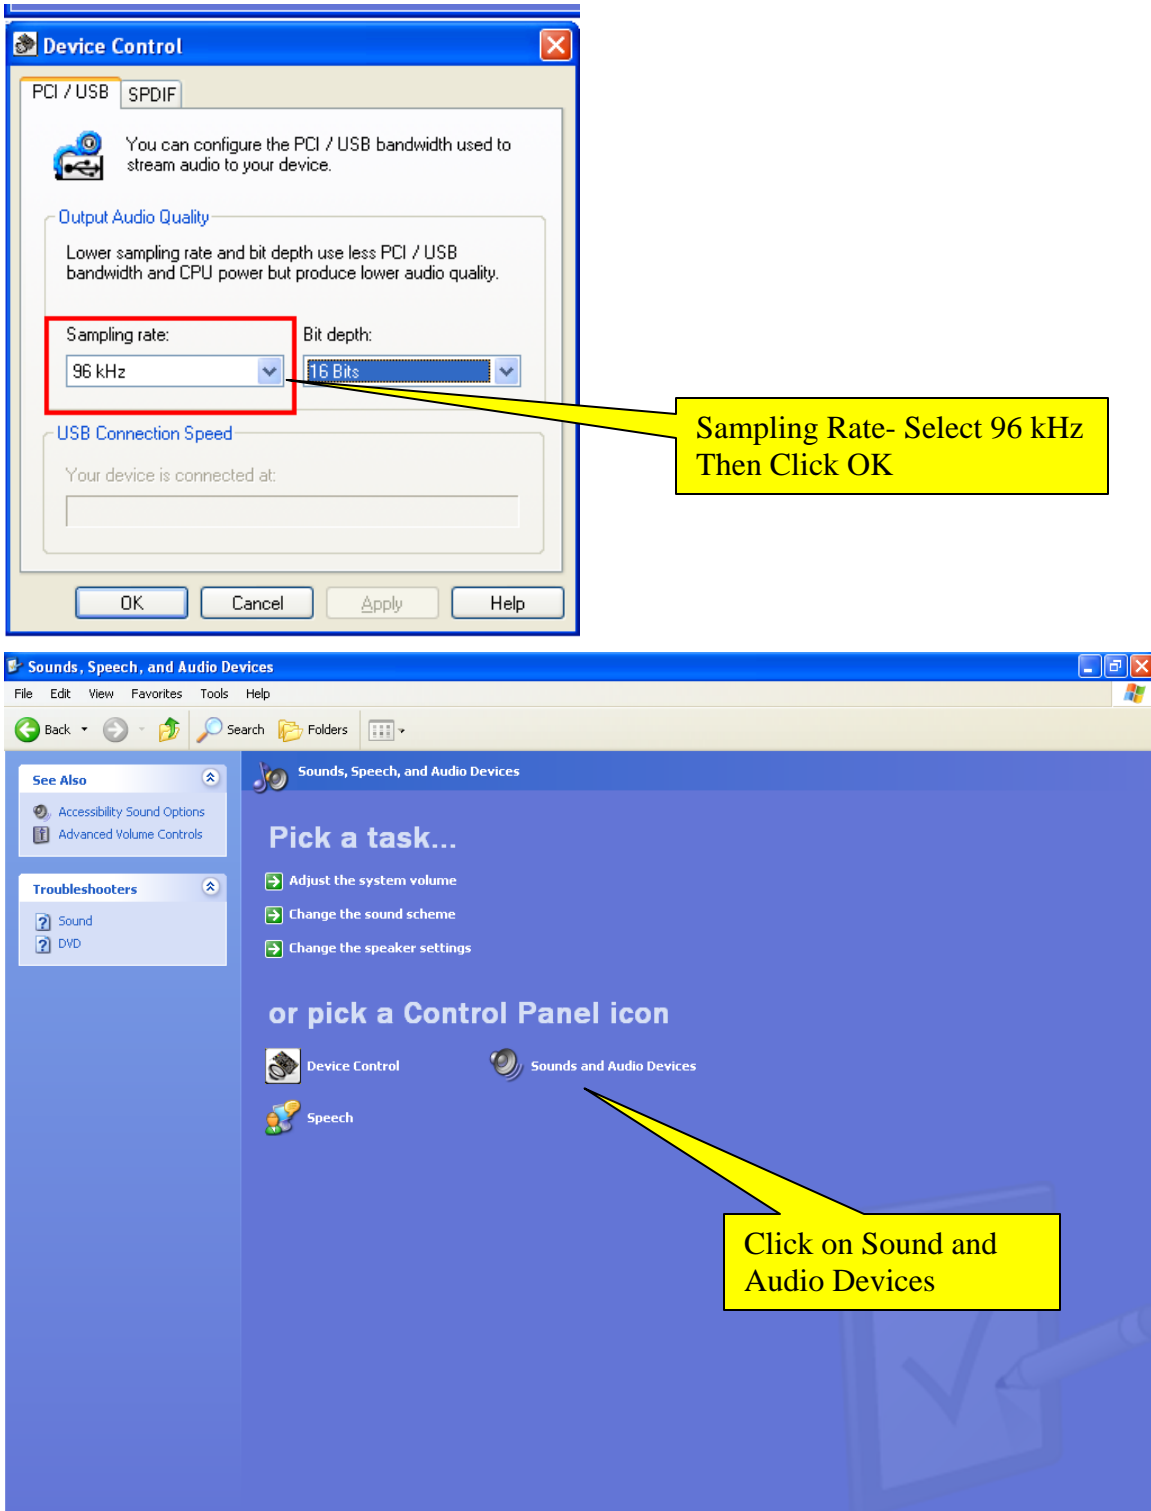 Device Control
PCI / USB SPDIF
You can configure the PCI / USB bandwidth used to
stream audio to your device.
Output Audio Quality
Lower sampling rate and bit depth use less PCI / USB
bandwidth and CPU power but produce lower audio quality.
Sampling rate: Bit depth:
96 kHz 16 Bits
Sampling Rate- Select 96 kHz
Then Click OK
USB Connection Speed
Your device is connected at:
OK Cancel Apply Help
Sounds, Speech, and Audio Devices
File Edit View Favorites Tools Help
Back Search Folders
See Also
Accessibility Sound Options
Advanced Volume Controls
Troubleshooters
Sound
DVD
Sounds, Speech, and Audio Devices
Pick a task...
Adjust the system volume
Change the sound scheme
Change the speaker settings
or pick a Control Panel icon
Device Control Sounds and Audio Devices
Speech
Click on Sound and
Audio Devices